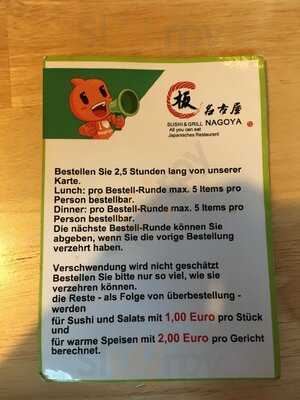 板 名古屋
SUSHI & GRILL NAGOYA
All you can eat
Japanisches Restaurant
Bestellen Sie 2,5 Stunden lang von unserer
Karte.
Lunch: pro Bestell-Runde max. 5 Items pro
Person bestellbar.
Dinner: pro Bestell-Runde max. 5 Items pro
Person bestellbar.
Die nächste Bestell-Runde können Sie
abgeben, wenn Sie die vorige Bestellung
verzehrt haben.
Verschwendung wird nicht geschätzt
Bestellen Sie bitte nur so viel, wie sie
verzehren können.
die Reste - als Folge von überbestellung -
werden
für Sushi und Salats mit 1,00 Euro pro Stück
und
für warme Speisen mit 2,00 Euro pro Gericht
berechnet.